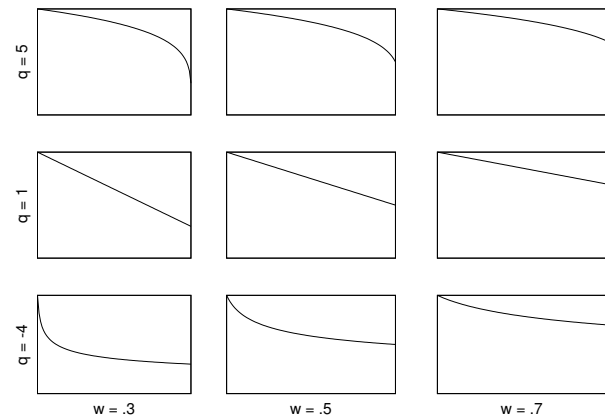 q = 5
q = 1
q = -4
w = .3
w = .5
w = .7